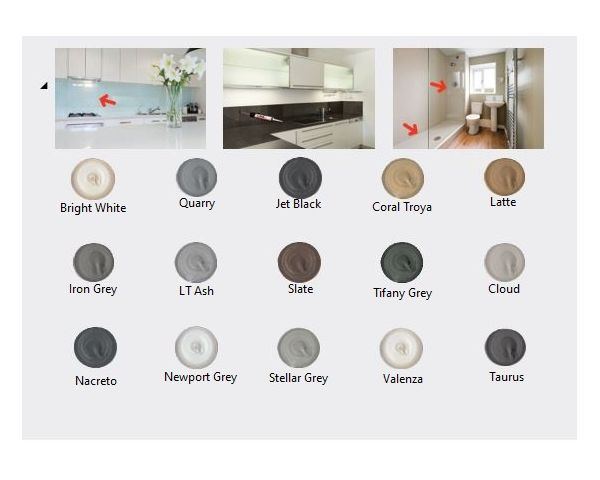 Bright White
Quarry
Jet Black
Coral Troya
Latte
Iron Grey
LT Ash
Slate
Tifany Grey
Cloud
Nacreto
Newport Grey
Stellar Grey
Valenza
Taurus